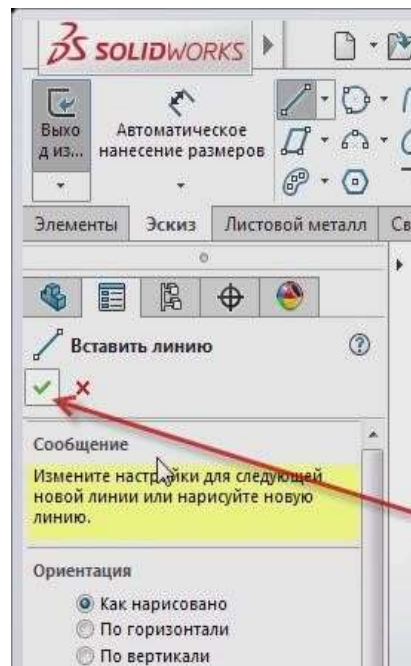 SOLIDWORKS
Выхо
д из...
Автоматическое
нанесение размеров
Элементы Эскиз Листовой металл Св
Вставить линию
Сообщение
Измените настройки для следующей
новой линии или нарисуйте новую
линию.
Ориентация
Как нарисовано
По горизонтали
По вертикали